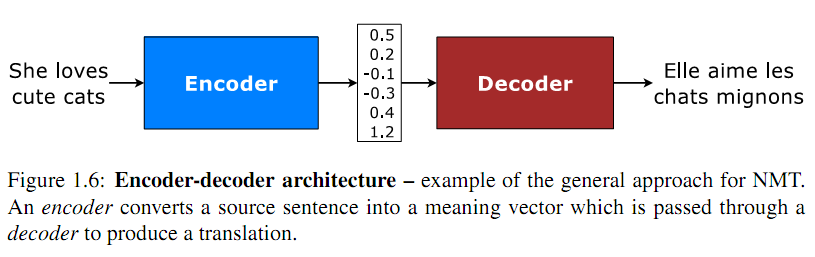 She loves
cute cats
Encoder
0.5
0.2
-0.1
-0.3
0.4
1.2
Decoder
Elle aime les
chats mignons
Figure 1.6: Encoder-decoder architecture – example of the general approach for NMT.
An encoder converts a source sentence into a meaning vector which is passed through a
decoder to produce a translation.